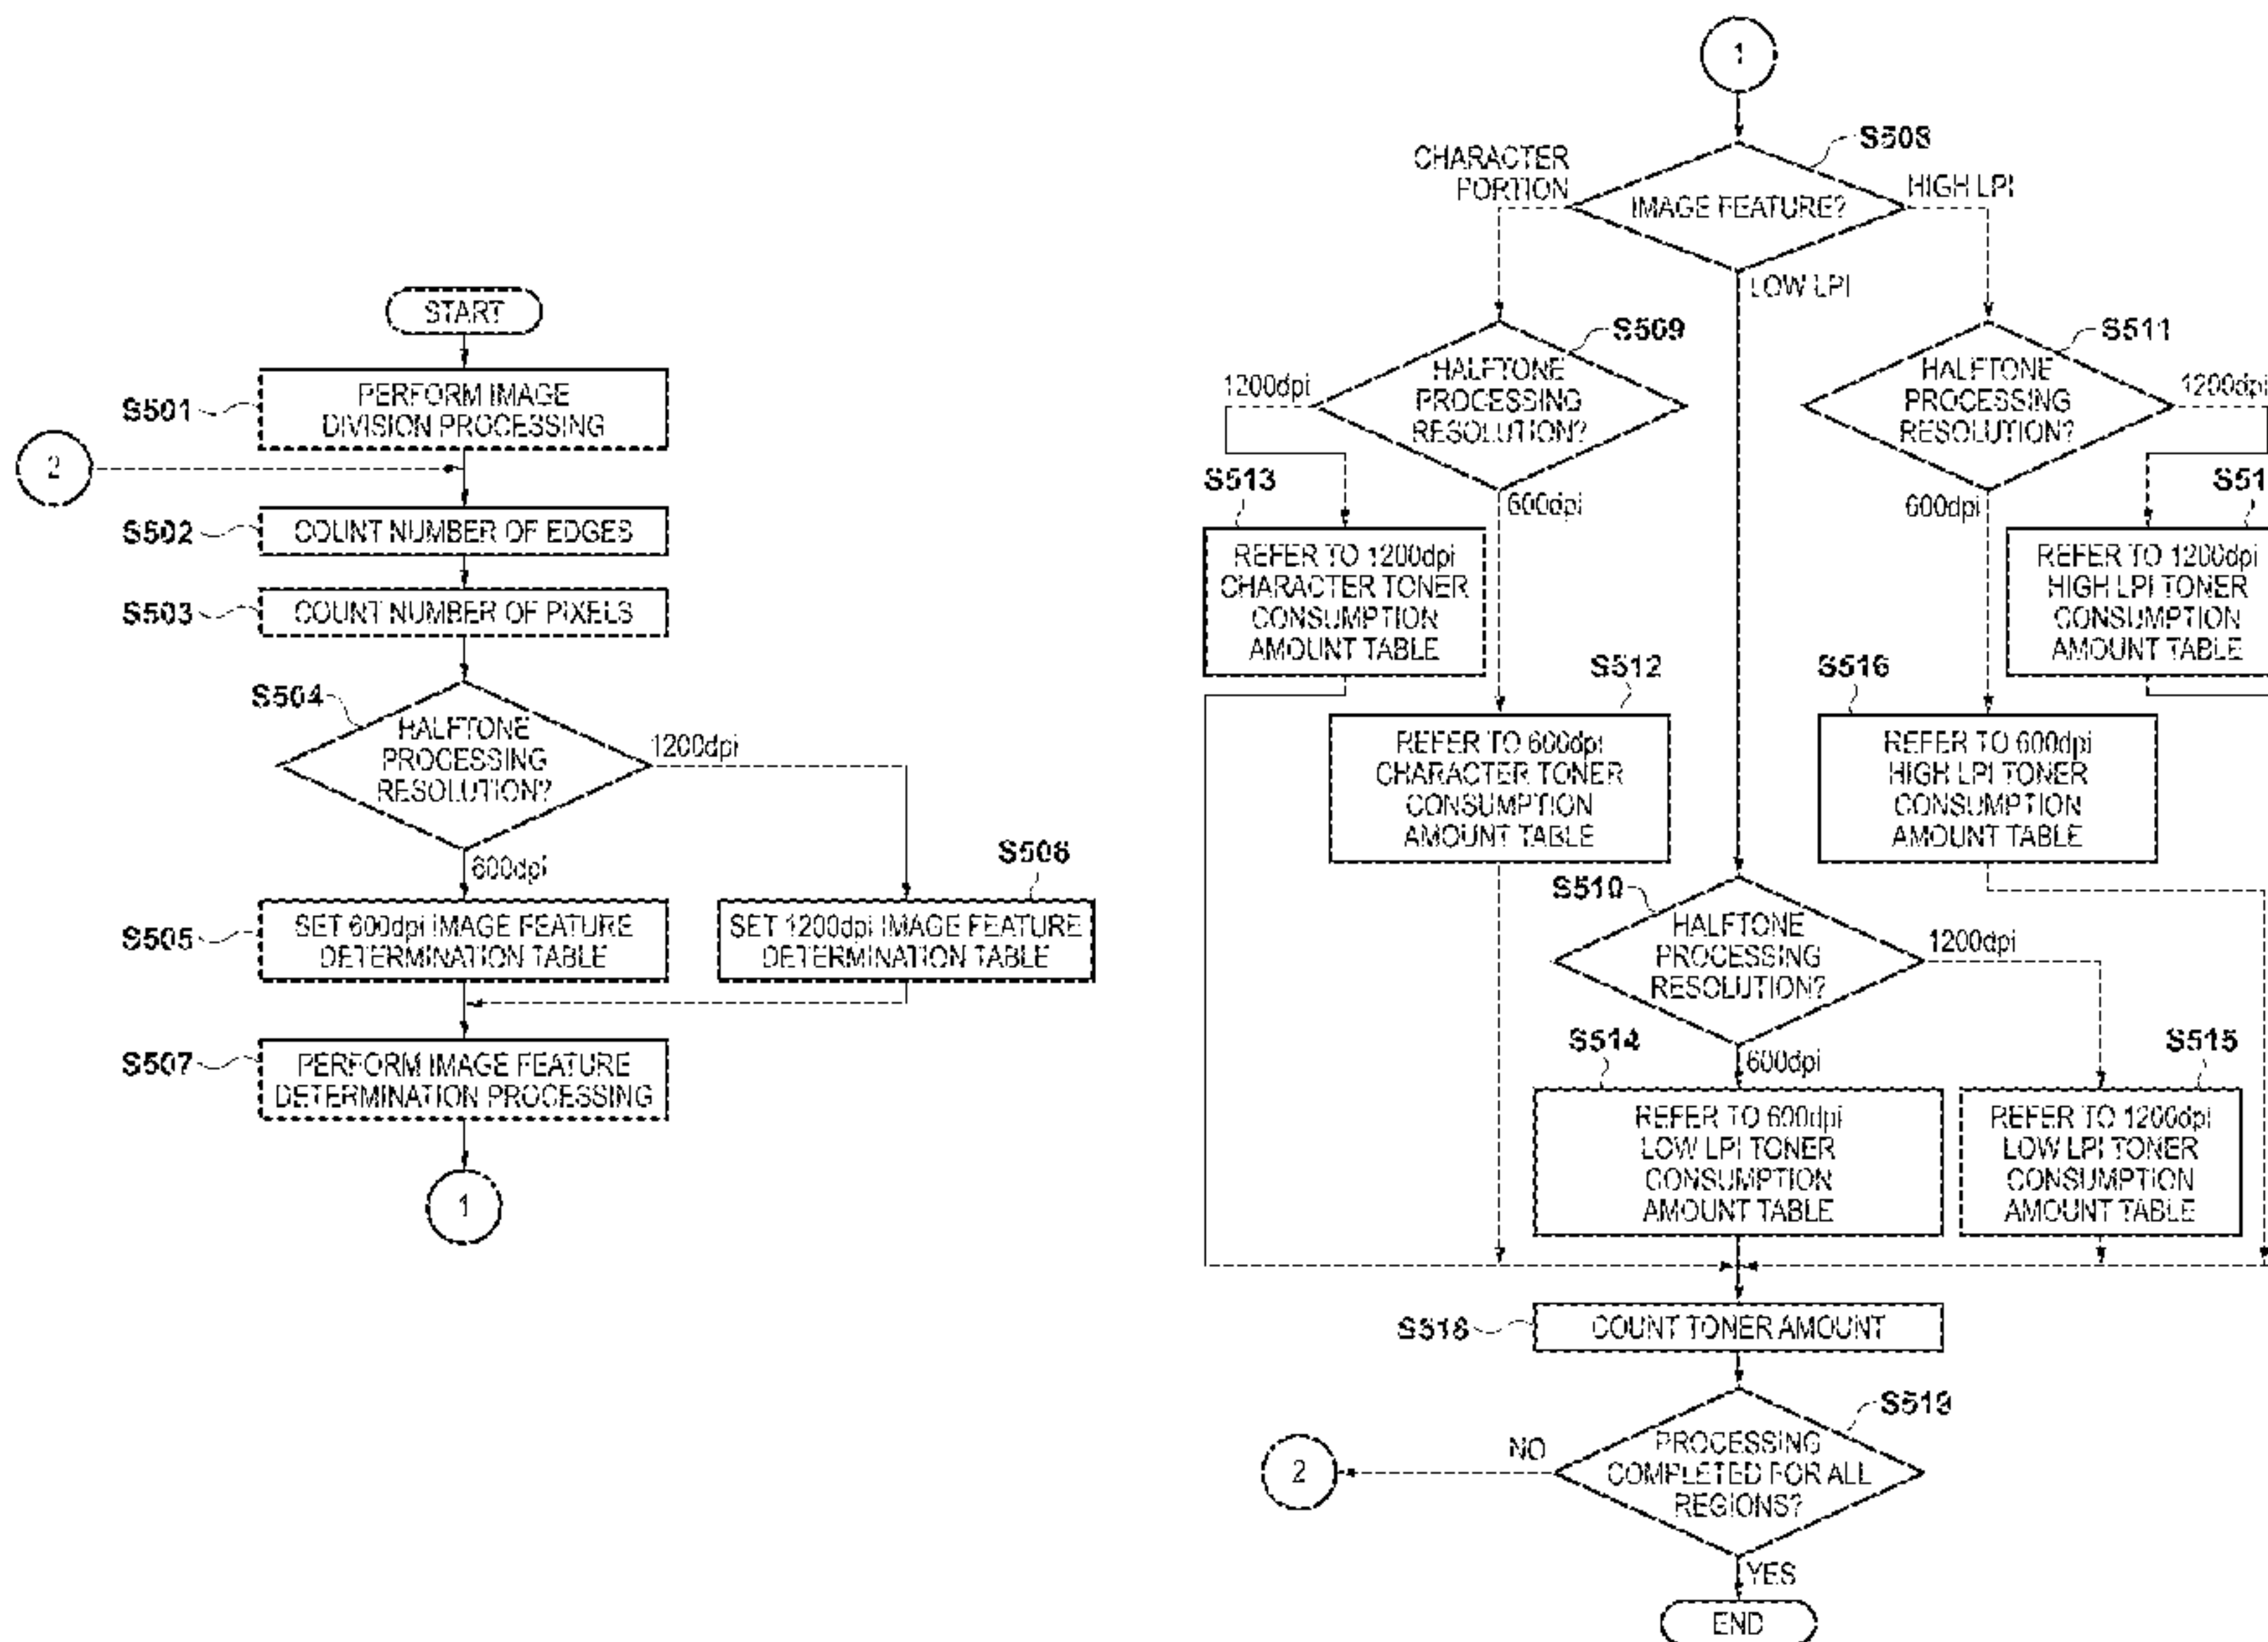 START
S501
PERFORM IMAGE
DIVISION PROCESSING
2
S502
COUNT NUMBER OF EDGES
S503
COUNT NUMBER OF PIXELS
S504
HALFTONE
PROCESSING
RESOLUTION?
1200dpi
600dpi
S505
SET 600dpi IMAGE FEATURE
DETERMINATION TABLE
S506
SET 1200dpi IMAGE FEATURE
DETERMINATION TABLE
S507
PERFORM IMAGE FEATURE
DETERMINATION PROCESSING
1
1
S508
IMAGE FEATURE?
CHARACTER
PORTION
HIGH LPI
LOW LPI
S509
HALFTONE
PROCESSING
RESOLUTION?
1200dpi
600dpi
S511
HALFTONE
PROCESSING
RESOLUTION?
1200dpi
600dpi
S513
REFER TO 1200dpi
CHARACTER TONER
CONSUMPTION
AMOUNT TABLE
S51
REFER TO 1200dpi
HIGH LPI TONER
CONSUMPTION
AMOUNT TABLE
S512
REFER TO 600dpi
CHARACTER TONER
CONSUMPTION
AMOUNT TABLE
S516
REFER TO 600dpi
HIGH LPI TONER
CONSUMPTION
AMOUNT TABLE
S510
HALFTONE
PROCESSING
RESOLUTION?
1200dpi
600dpi
S514
REFER TO 600dpi
LOW LPI TONER
CONSUMPTION
AMOUNT TABLE
S515
REFER TO 1200dpi
LOW LPI TONER
CONSUMPTION
AMOUNT TABLE
S518
COUNT TONER AMOUNT
S519
PROCESSING
COMPLETED FOR ALL
REGIONS?
NO
2
YES
END